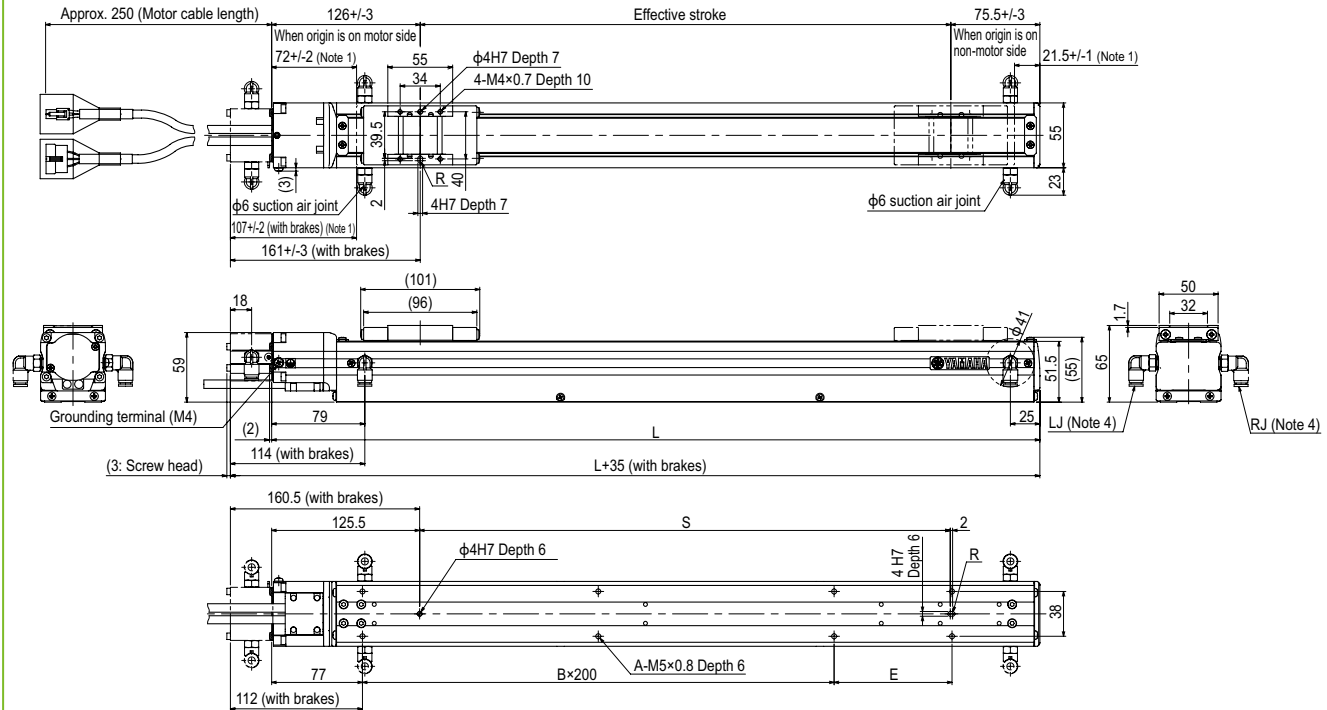 Approx. 250 (Motor cable length)
126+/-3
Effective stroke
75.5+/-3
When origin is on motor side
When origin is on
non-motor side
72+/-2 (Note 1)
55
ϕ4H7 Depth 7
21.5+/-1 (Note 1)
34
4-M4×0.7 Depth 10
39.5
40
55
(3)
2
R
23
ϕ6 suction air joint
4H7 Depth 7
ϕ6 suction air joint
107+/-2 (with brakes) (Note 1)
161+/-3 (with brakes)
(101)
(96)
18
50
32
1.7
ϕ41
59
YAMAHA
51.5
(55)
65
Grounding terminal (M4)
79
25
LJ (Note 4)
RJ (Note 4)
(2)
L
114 (with brakes)
(3: Screw head)
L+35 (with brakes)
160.5 (with brakes)
125.5
S
2
ϕ4H7 Depth 6
4 H7
Depth 6
R
38
A-M5×0.8 Depth 6
77
B×200
E
112 (with brakes)